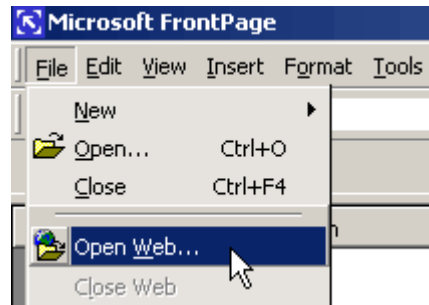 Microsoft FrontPage
File Edit View Insert Format Tools
New
Open... Ctrl+O
Close Ctrl+F4
Open Web...
Close Web